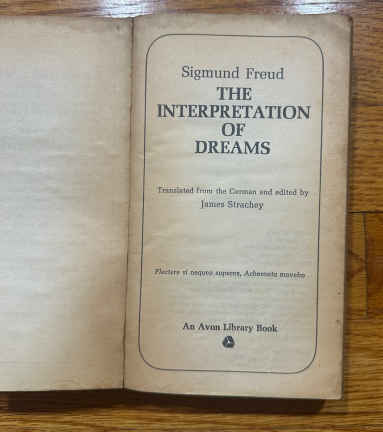 Sigmund Freud
THE
INTERPRETATION
OF
DREAMS
Translated from the German and edited by
James Strachey
Flectere si nequeo superos, Acheronta movebo
An Avon Library Book